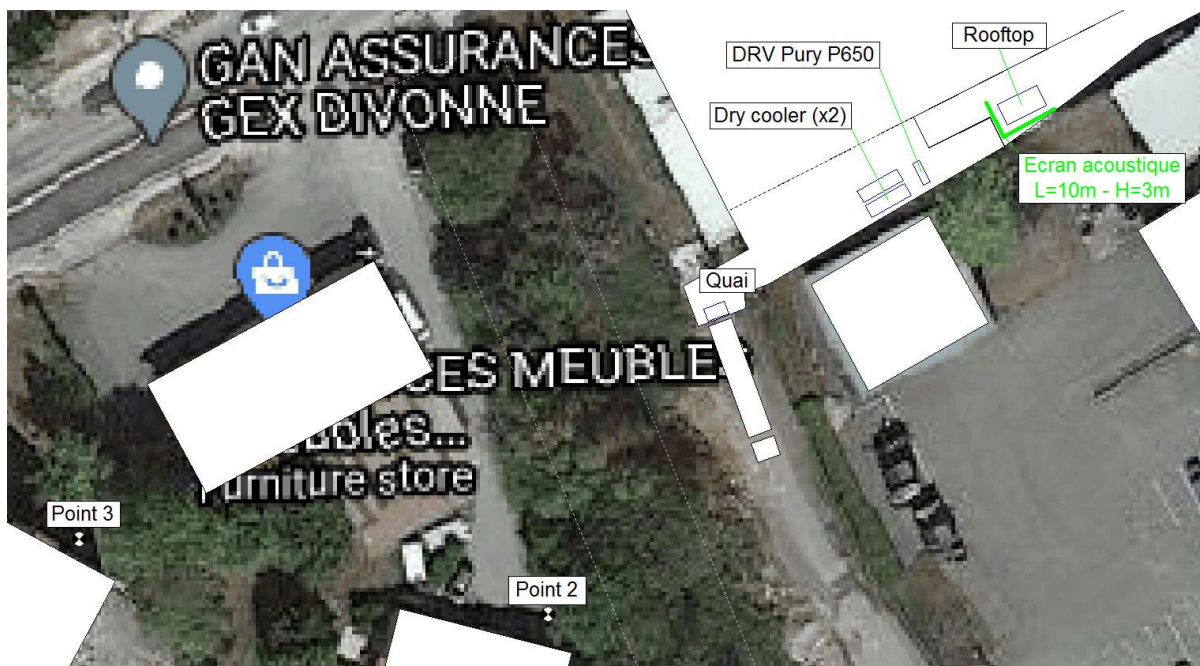 GAN ASSURANCES
GEX DIVONNE
Rooftop
DRV Pury P650
Dry cooler (x2)
Ecran acoustique
L=10m - H=3m
Quai
CES MEUBLES
Furniture store
Point 3
Point 2